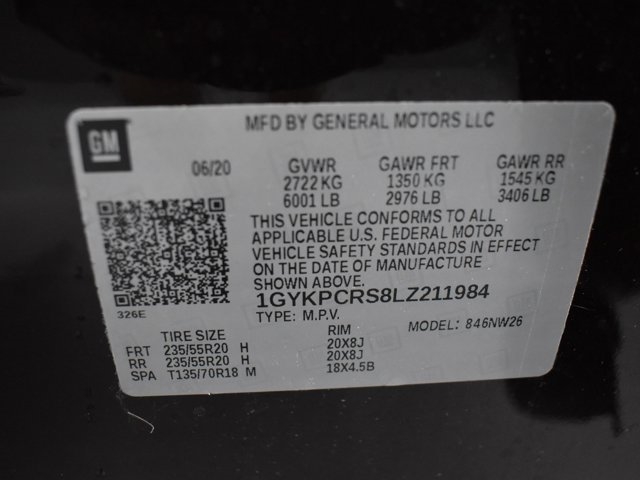 MFD BY GENERAL MOTORS LLC
GM
06/20 GVWR GAWR FRT GAWR RR
2722 KG 1350 KG 1545 KG
6001 LB 2976 LB 3406 LB
THIS VEHICLE CONFORMS TO ALL
APPLICABLE U.S. FEDERAL MOTOR
VEHICLE SAFETY STANDARDS IN EFFECT
ON THE DATE OF MANUFACTURE
SHOWN ABOVE.
1GYKPCRS8LZ211984
326E
TYPE: M.P.V. MODEL: 846NW26
TIRE SIZE RIM
FRT 235/55R20 H 20X8J
RR 235/55R20 H 20X8J
SPA T135/70R18 M 18X4.5B